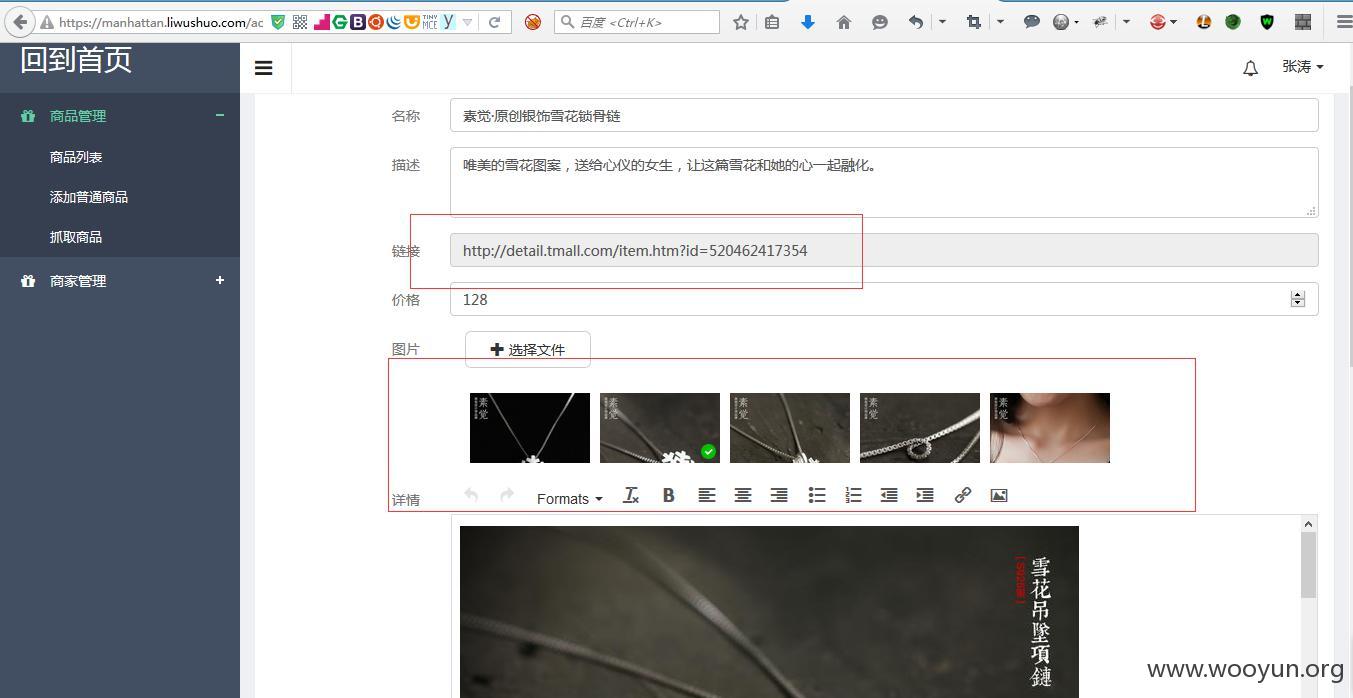 https://manhattan.liwushuo.com/ac
百度 <Ctrl+K>
回到首页
张涛
商品管理
商品列表
添加普通商品
抓取商品
商家管理
名称
素觉·原创银饰雪花锁骨链
描述
唯美的雪花图案，送给心仪的女生，让这篇雪花和她的心一起融化。
链接
http://detail.tmall.com/item.htm?id=520462417354
价格
128
图片
选择文件
素觉
素觉
素觉
素觉
素觉
详情
Formats
雪花吊墜項鏈
www.wooyun.org